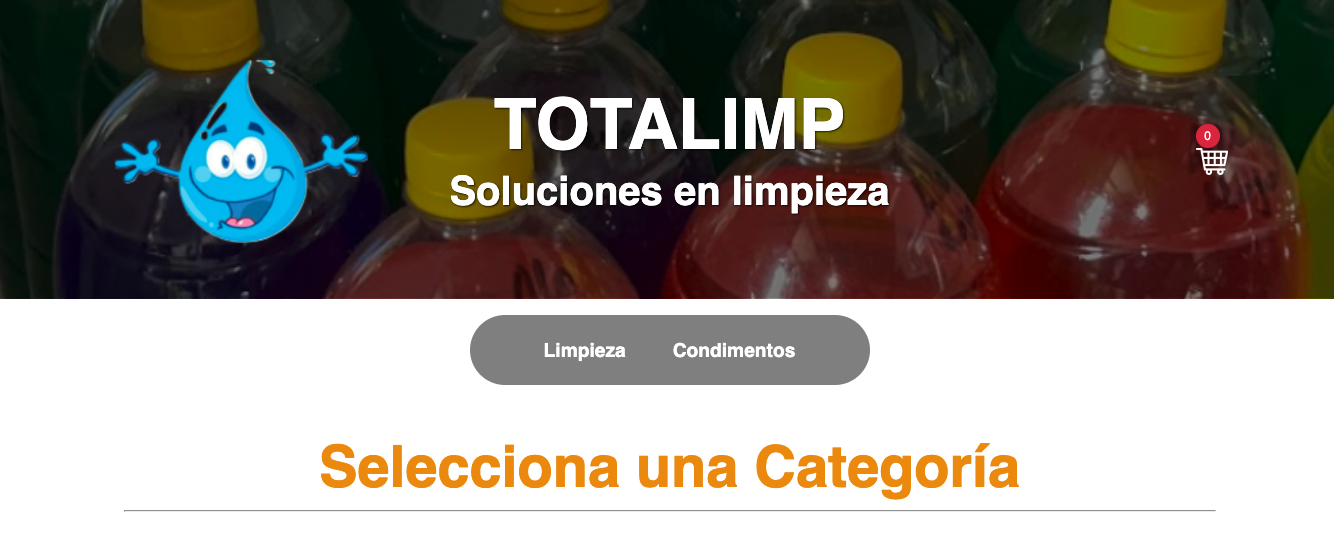 TOTALIMP
Soluciones en limpieza
0
Limpieza Condimentos
Selecciona una Categoría